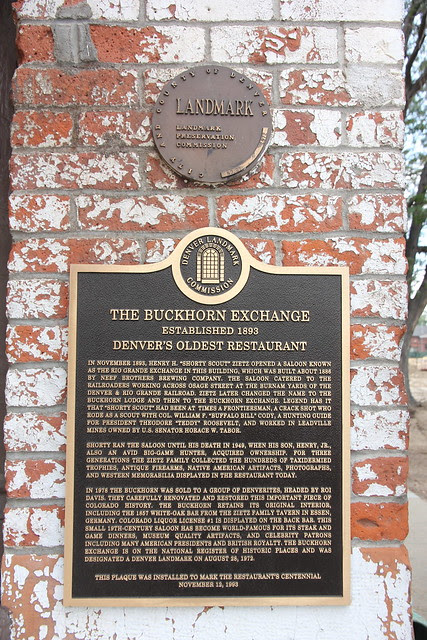 CITY AND COUNTY OF DENVER
LANDMARK
LANDMARK
PRESERVATION
COMMISSION
DENVER LANDMARK
COMMISSION
THE BUCKHORN EXCHANGE
ESTABLISHED 1893
DENVER'S OLDEST RESTAURANT
IN NOVEMBER 1893, HENRY H. "SHORTY SCOUT" ZIETZ OPENED A SALOON KNOWN
AS THE RIO GRANDE EXCHANGE IN THIS BUILDING, WHICH WAS BUILT ABOUT 1886
BY NEEF BROTHERS BREWING COMPANY. THE SALOON CATERED TO THE
RAILROADERS WORKING ACROSS OSAGE STREET AT THE BURNAM YARDS OF THE
DENVER & RIO GRANDE RAILROAD. ZIETZ LATER CHANGED THE NAME TO THE
BUCKHORN LODGE AND THEN TO THE BUCKHORN EXCHANGE. LEGEND HAS IT
THAT "SHORTY SCOUT" HAD BEEN AT TIMES A FRONTIERSMAN, A CRACK SHOT WHO
RODE AS A SCOUT WITH COL. WILLIAM F. "BUFFALO BILL" CODY, A HUNTING GUIDE
FOR PRESIDENT THEODORE "TEDDY" ROOSEVELT, AND WORKED IN LEADVILLE
MINES OWNED BY U.S. SENATOR HORACE W. TABOR.
SHORTY RAN THE SALOON UNTIL HIS DEATH IN 1949, WHEN HIS SON, HENRY, JR.,
ALSO AN AVID BIG-GAME HUNTER, ACQUIRED OWNERSHIP. FOR THREE
GENERATIONS THE ZIETZ FAMILY COLLECTED THE HUNDREDS OF TAXIDERMIED
TROPHIES, ANTIQUE FIREARMS, NATIVE AMERICAN ARTIFACTS, PHOTOGRAPHS,
AND WESTERN MEMORABILIA DISPLAYED IN THE RESTAURANT TODAY.
IN 1978 THE BUCKHORN WAS SOLD TO A GROUP OF DENVERITES, HEADED BY ROI
DAVIS. THEY CAREFULLY RENOVATED AND RESTORED THIS IMPORTANT PIECE OF
COLORADO HISTORY. THE BUCKHORN RETAINS ITS ORIGINAL INTERIOR,
INCLUDING THE 1857 WHITE-OAK BAR FROM THE ZIETZ FAMILY TAVERN IN ESSEN,
GERMANY. COLORADO LIQUOR LICENSE #1 IS DISPLAYED ON THE BACK BAR. THIS
SMALL 19TH-CENTURY SALOON HAS BECOME WORLD-FAMOUS FOR ITS STEAK AND
GAME DINNERS, MUSEUM QUALITY ARTIFACTS, AND CELEBRITY PATRONS
INCLUDING MANY AMERICAN PRESIDENTS AND BRITISH ROYALTY. THE BUCKHORN
EXCHANGE IS ON THE NATIONAL REGISTER OF HISTORIC PLACES AND WAS
DESIGNATED A DENVER LANDMARK ON AUGUST 28, 1972.
THIS PLAQUE WAS INSTALLED TO MARK THE RESTAURANT'S CENTENNIAL
NOVEMBER 12, 1993